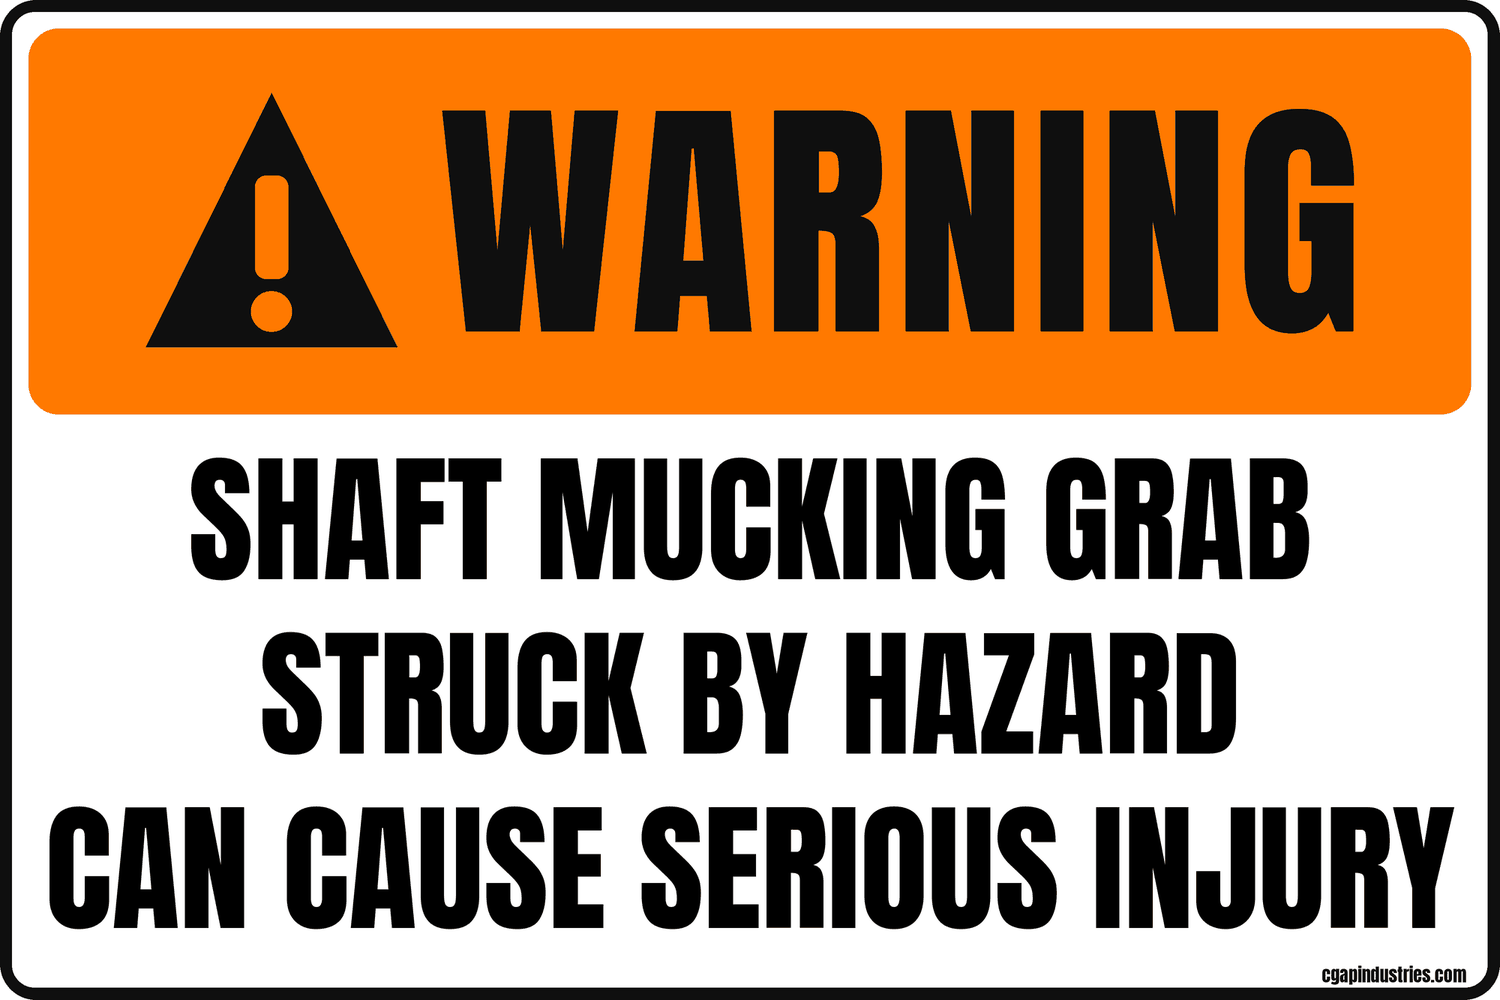 WARNING
SHAFT MUCKING GRAB
STRUCK BY HAZARD
CAN CAUSE SERIOUS INJURY
cgapindustries.com